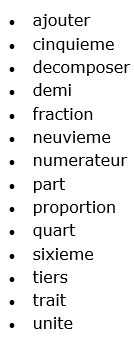 • ajouter
• cinquieme
• decomposer
• demi
• fraction
• neuvieme
• numerateur
• part
• proportion
• quart
• sixieme
• tiers
• trait
• unite